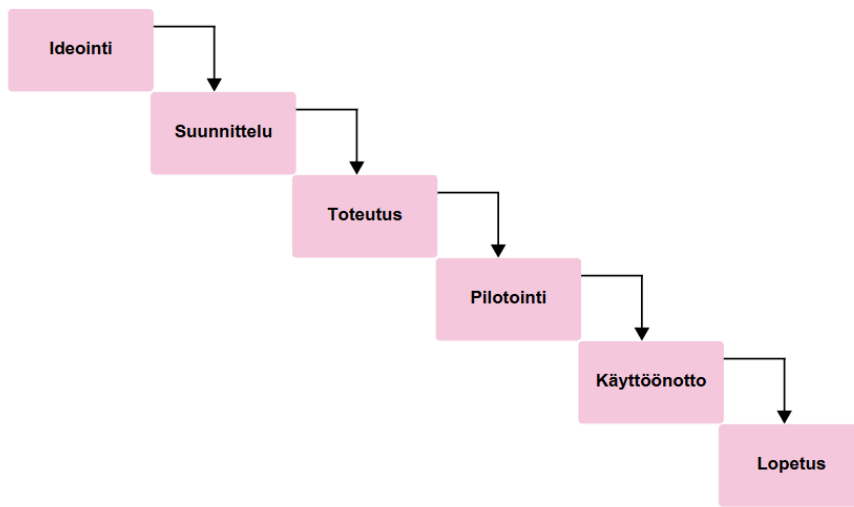 Ideointi
Suunnittelu
Toteutus
Pilotointi
Käyttöönotto
Lopetus